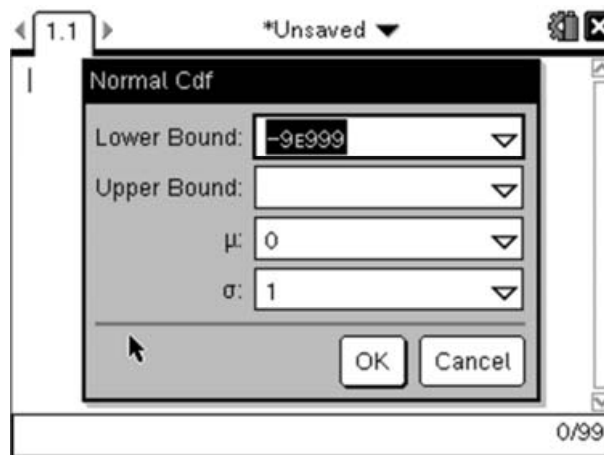 1.1 *Unsaved
Normal Cdf
Lower Bound: -9E999
Upper Bound:
μ: 0
σ: 1
OK Cancel
0/99